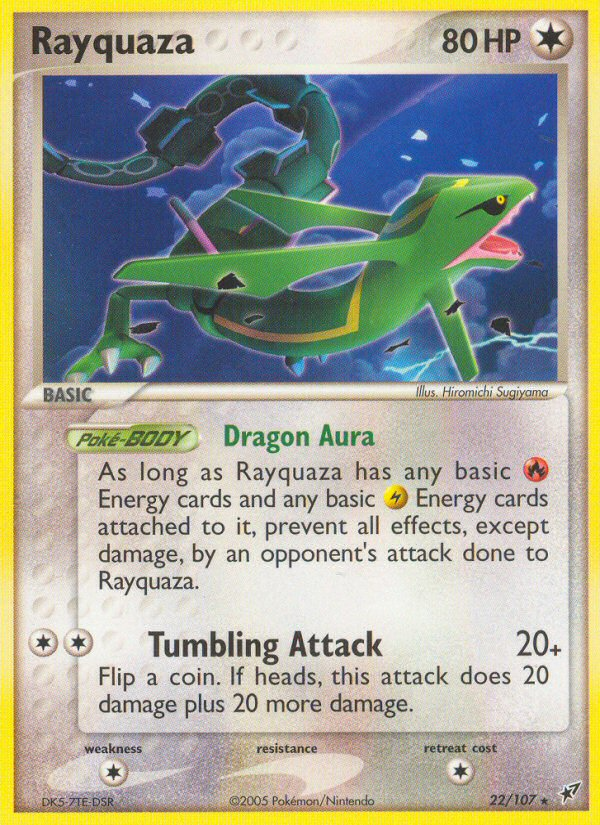 Rayquaza 80 HP
BASIC Illus. Hiromichi Sugiyama
Poké-BODY Dragon Aura
As long as Rayquaza has any basic
Energy cards and any basic Energy cards
attached to it, prevent all effects, except
damage, by an opponent's attack done to
Rayquaza.
Tumbling Attack 20+
Flip a coin. If heads, this attack does 20
damage plus 20 more damage.
weakness resistance retreat cost
DK5-7TE-DSR ©2005 Pokémon/Nintendo 22/107 ★